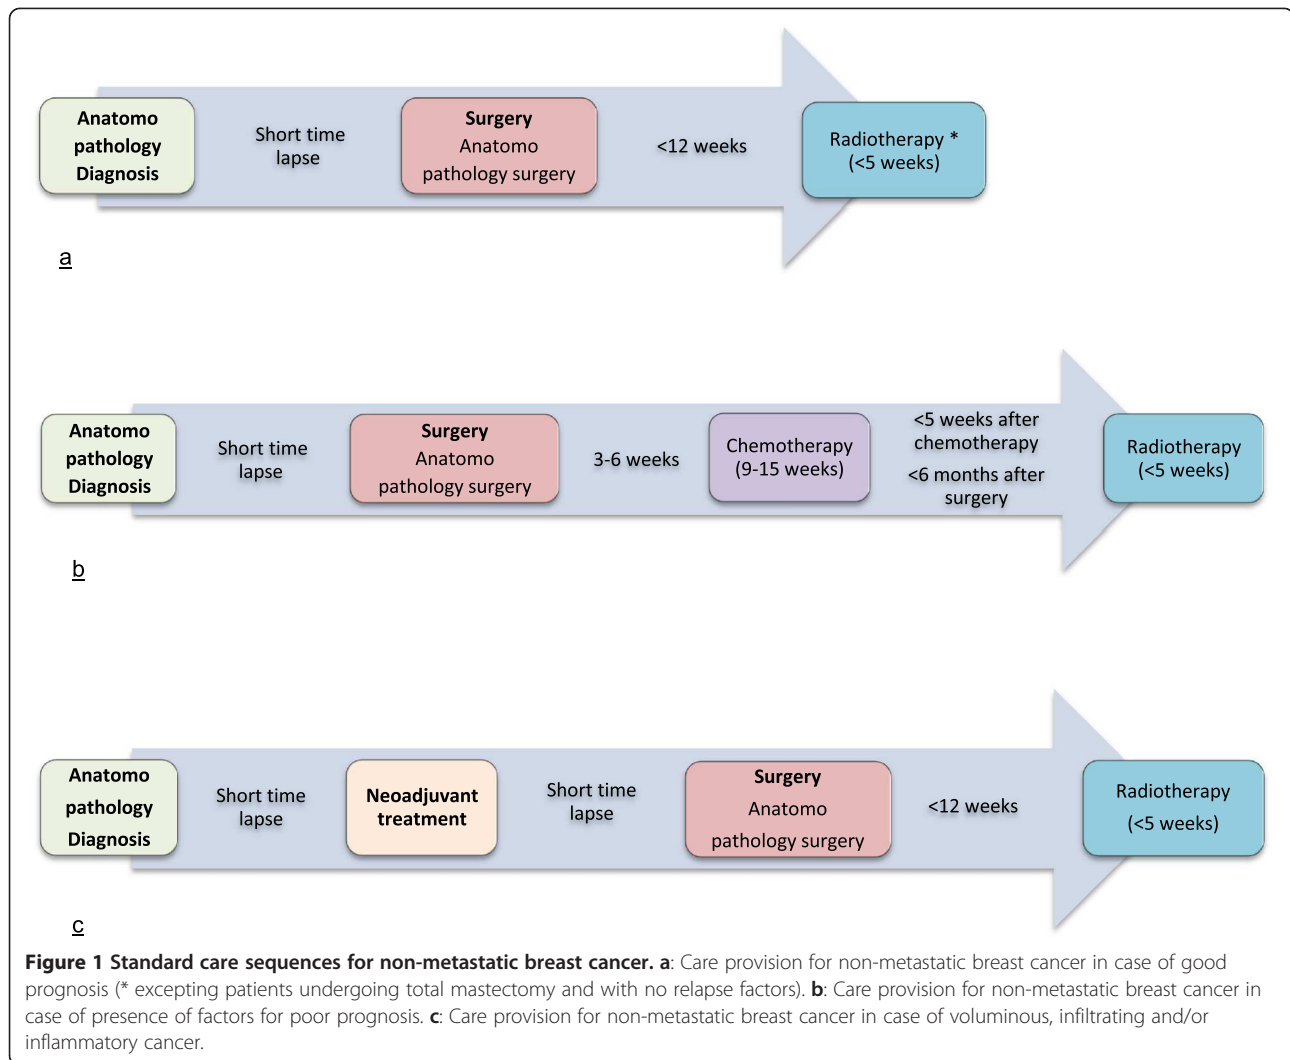 Anatomo
pathology
Diagnosis
Short time
lapse
Surgery
Anatomo
pathology surgery
<12 weeks
Radiotherapy *
(<5 weeks)
a
Anatomo
pathology
Diagnosis
Short time
lapse
Surgery
Anatomo
pathology surgery
3-6 weeks
Chemotherapy
(9-15 weeks)
<5 weeks after
chemotherapy
<6 months after
surgery
Radiotherapy
(<5 weeks)
b
Anatomo
pathology
Diagnosis
Short time
lapse
Neoadjuvant
treatment
Short time
lapse
Surgery
Anatomo
pathology surgery
<12 weeks
Radiotherapy
(<5 weeks)
c
Figure 1 Standard care sequences for non-metastatic breast cancer. a: Care provision for non-metastatic breast cancer in case of good
prognosis (* excepting patients undergoing total mastectomy and with no relapse factors). b: Care provision for non-metastatic breast cancer in
case of presence of factors for poor prognosis. c: Care provision for non-metastatic breast cancer in case of voluminous, infiltrating and/or
inflammatory cancer.